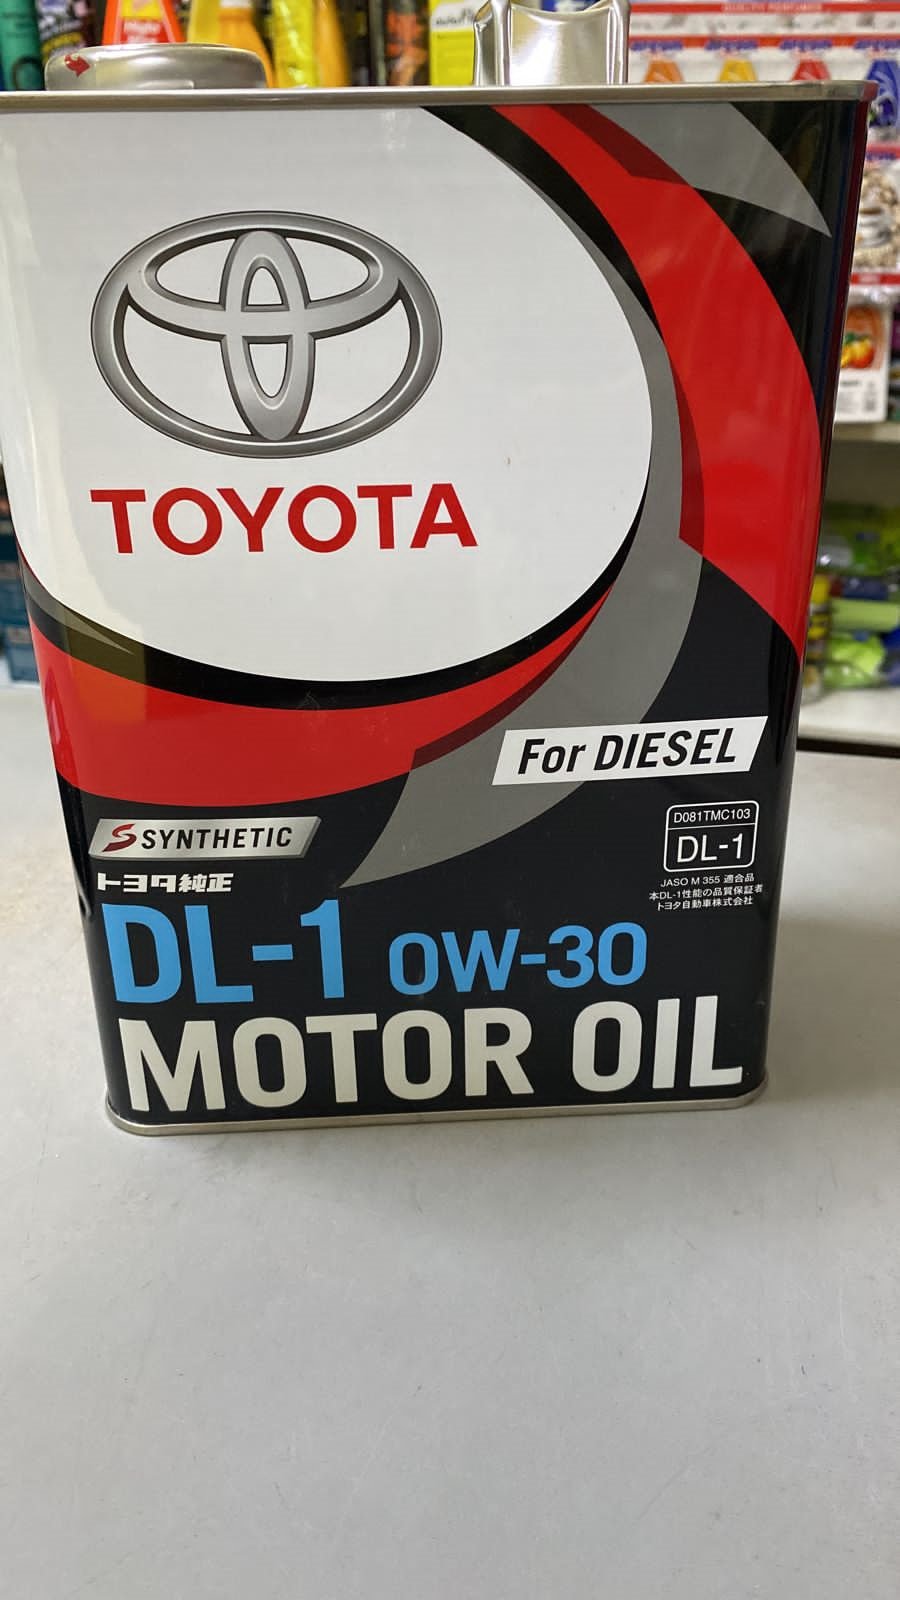 QUALITY PERFUMES
TOYOTA
For DIESEL
SYNTHETIC
D081TMC103
DL-1
JASO M 355 適合品
本DL-1性能の品質保証者
トヨタ自動車株式会社
トヨタ純正
DL-1 0W-30
MOTOR OIL